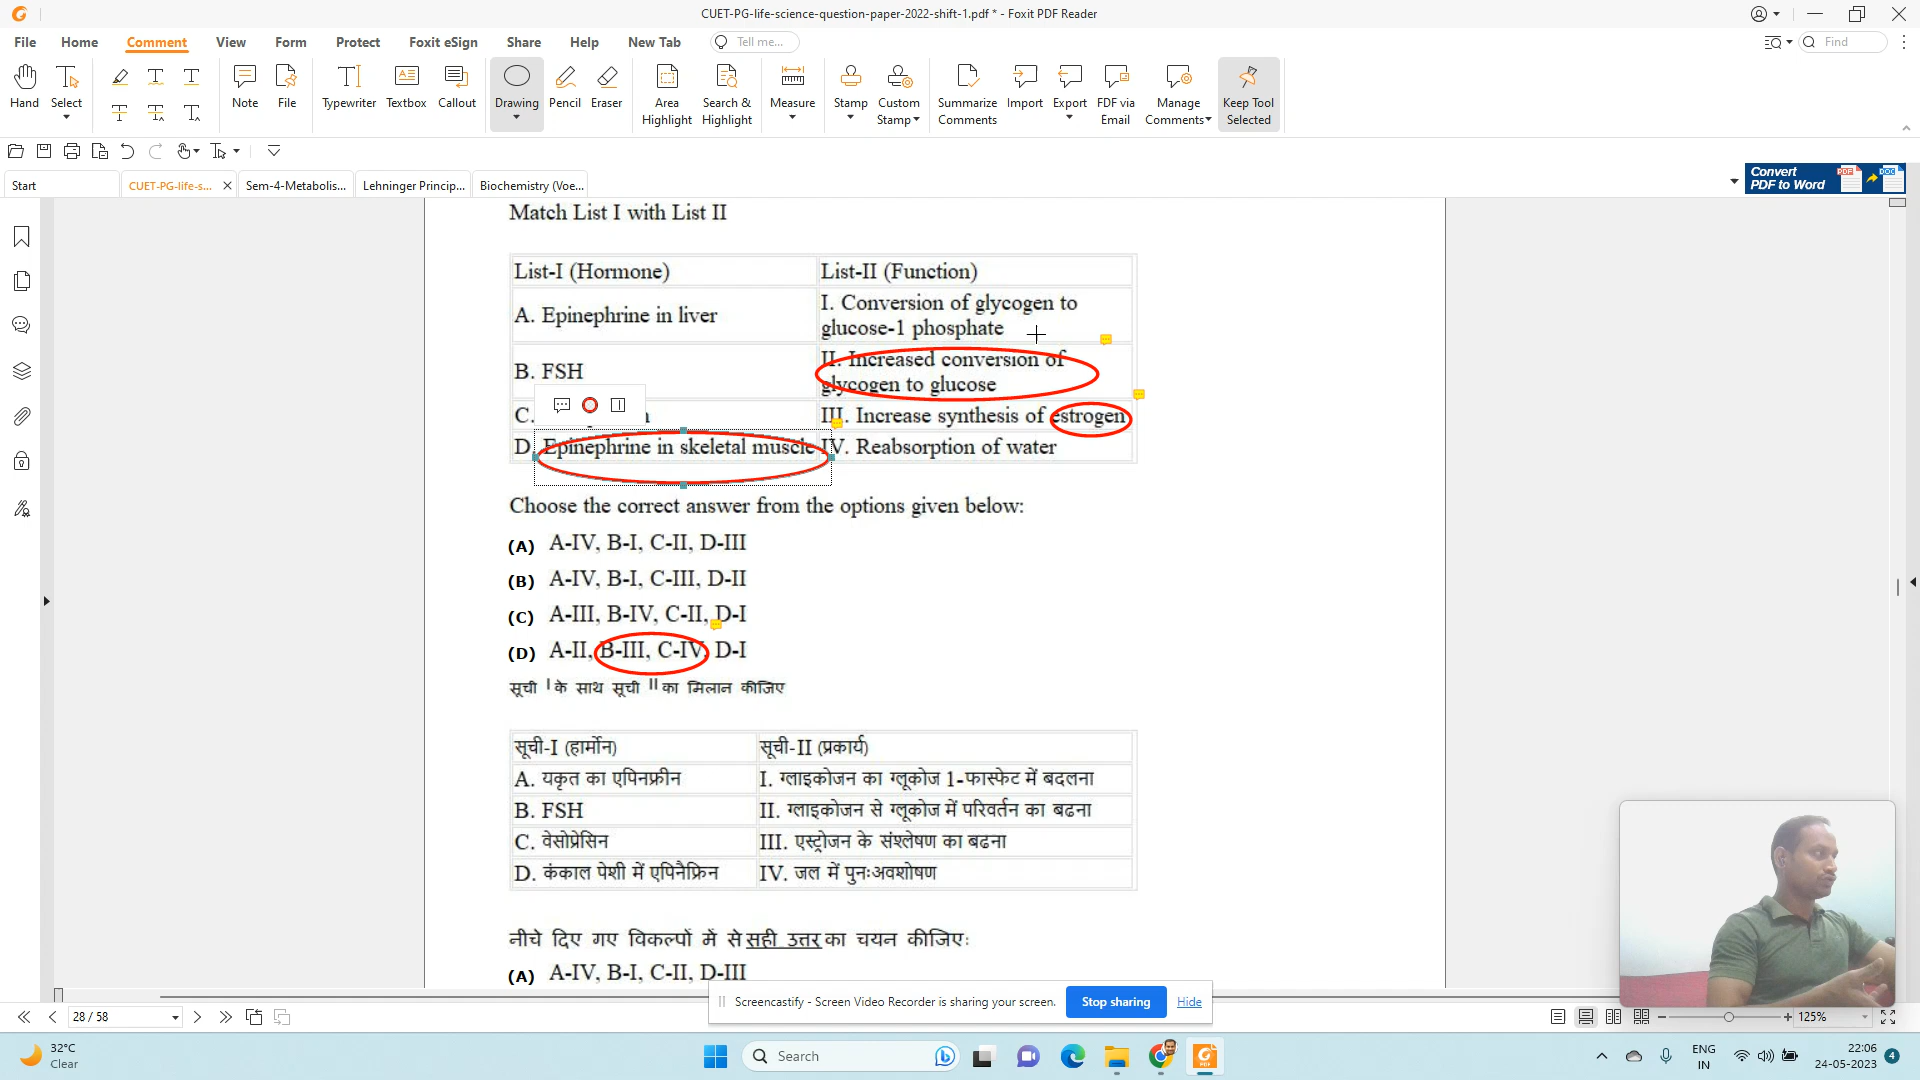 CUET-PG-life-science-question-paper-2022-shift-1.pdf * - Foxit PDF Reader
File Home Comment View Form Protect Foxit eSign Share Help New Tab Tell me... Find
Hand Select Note File Typewriter Textbox Callout Drawing Pencil Eraser Area Highlight Search & Highlight Measure Stamp Custom Stamp Summarize Comments Import Export FDF via Email Manage Comments Keep Tool Selected
Start CUET-PG-life-s... Sem-4-Metabolis... Lehninger Princip... Biochemistry (Voe...
Convert
PDF to Word
Match List I with List II
List-I (Hormone) List-II (Function)
A. Epinephrine in liver I. Conversion of glycogen to
glucose-1 phosphate
B. FSH II. Increased conversion of
glycogen to glucose
C. III. Increase synthesis of estrogen
D. Epinephrine in skeletal muscle IV. Reabsorption of water
Choose the correct answer from the options given below:
(A) A-IV, B-I, C-II, D-III
(B) A-IV, B-I, C-III, D-II
(C) A-III, B-IV, C-II, D-I
(D) A-II, B-III, C-IV, D-I
सूची I के साथ सूची II का मिलान कीजिए
सूची-I (हार्मोन) सूची-II (प्रकार्य)
A. यकृत का एपिनफ्रीन I. ग्लाइकोजन का ग्लूकोज 1-फास्फेट में बदलना
B. FSH II. ग्लाइकोजन से ग्लूकोज में परिवर्तन का बढना
C. वेसोप्रेसिन III. एस्ट्रोजन के संश्लेषण का बढना
D. कंकाल पेशी में एपिनैफ्रिन IV. जल में पुनःअवशोषण
नीचे दिए गए विकल्पों में से सही उत्तर का चयन कीजिए:
(A) A-IV, B-I, C-II, D-III
Screencastify - Screen Video Recorder is sharing your screen. Stop sharing Hide
28 / 58 125%
32°C
Clear
Search
ENG
IN
22:06
24-05-2023
4